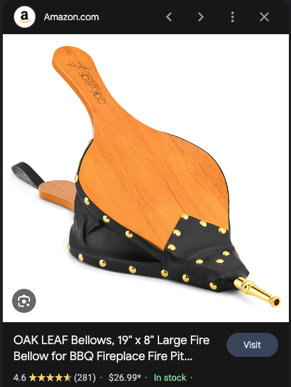 Amazon.com
OAK LEAF Bellows, 19" x 8" Large Fire
Bellow for BBQ Fireplace Fire Pit...
Visit
4.6 ★★★★★ (281) · $26.99* · In stock ·